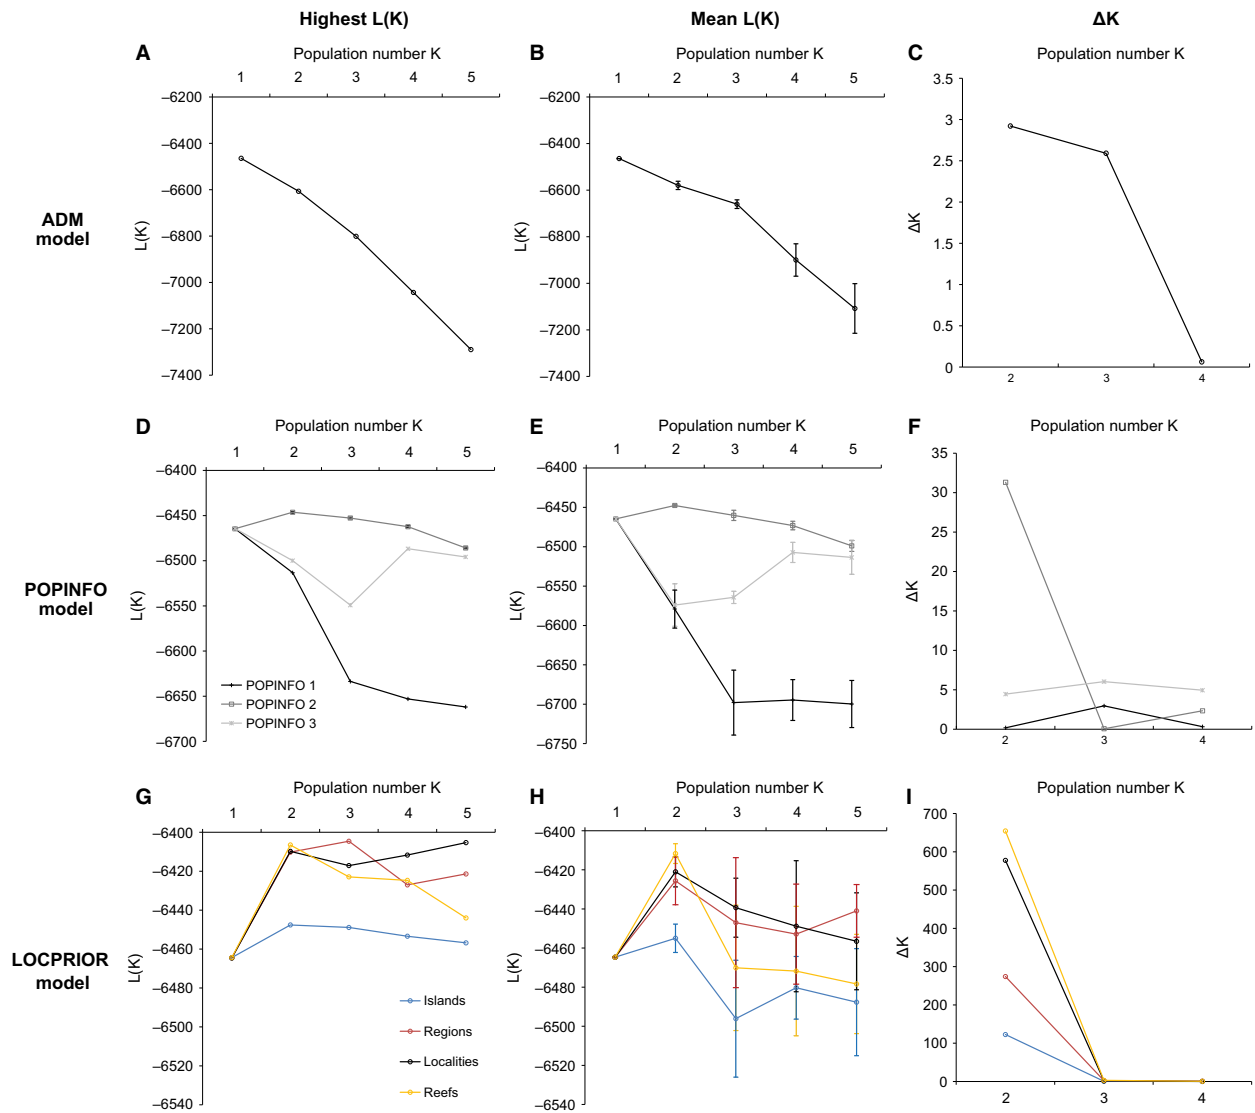 Highest L(K)
Mean L(K)
ΔK
A
Population number K
1 2 3 4 5
–6200
–6400
–6600
–6800
–7000
–7200
–7400
L(K)
B
Population number K
1 2 3 4 5
–6200
–6400
–6600
–6800
–7000
–7200
–7400
L(K)
C
Population number K
3.5
3
2.5
2
1.5
1
0.5
0
ΔK
2 3 4
ADM
model
D
Population number K
1 2 3 4 5
–6400
–6450
–6500
–6550
–6600
–6650
–6700
L(K)
POPINFO 1
POPINFO 2
POPINFO 3
E
Population number K
1 2 3 4 5
–6400
–6450
–6500
–6550
–6600
–6650
–6700
–6750
L(K)
F
Population number K
35
30
25
20
15
10
5
0
ΔK
2 3 4
POPINFO
model
G
Population number K
1 2 3 4 5
–6400
–6420
–6440
–6460
–6480
–6500
–6520
–6540
L(K)
Islands
Regions
Localities
Reefs
H
Population number K
1 2 3 4 5
–6400
–6420
–6440
–6460
–6480
–6500
–6520
–6540
L(K)
I
Population number K
700
600
500
400
300
200
100
0
ΔK
2 3 4
LOCPRIOR
model